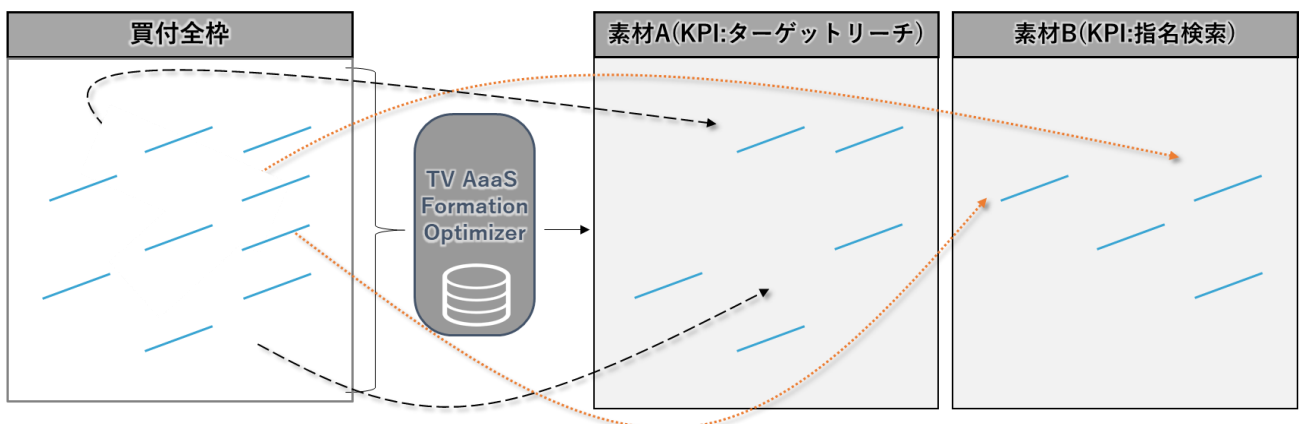 買付全枠
素材A(KPI:ターゲットリーチ)
素材B(KPI:指名検索)
TV AaaS
Formation
Optimizer